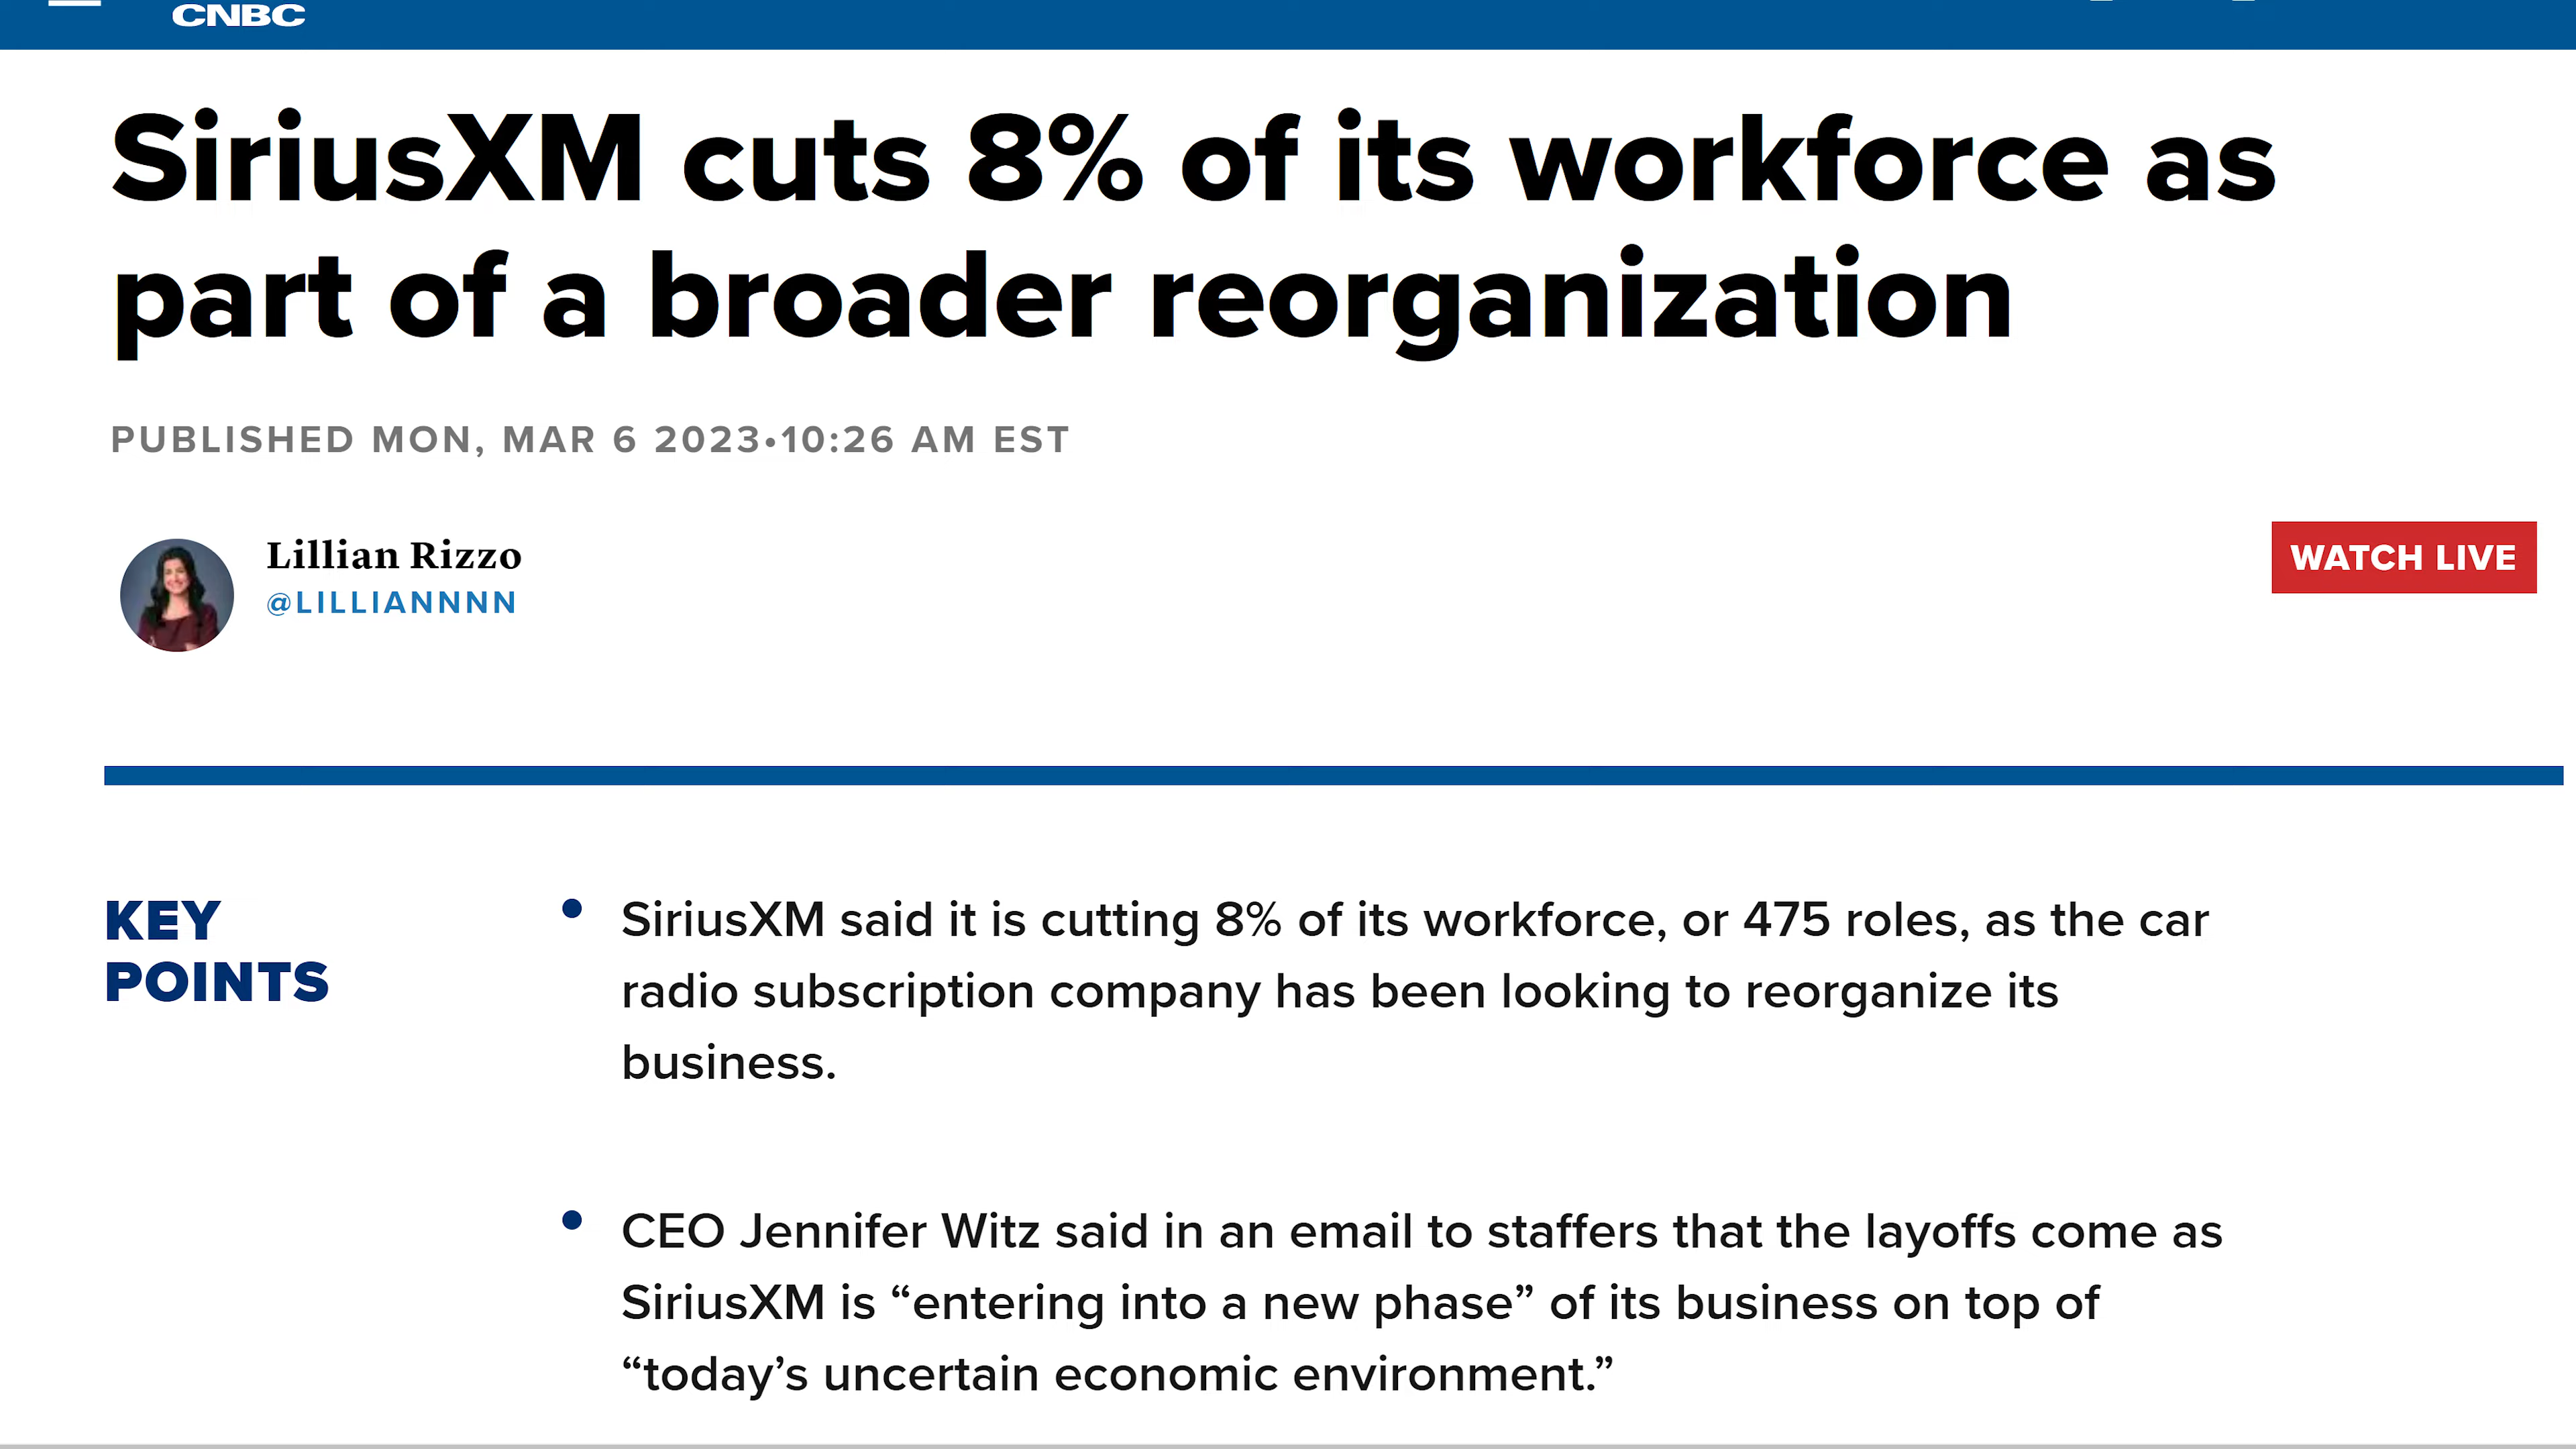 CNBC
SiriusXM cuts 8% of its workforce as
part of a broader reorganization
PUBLISHED MON, MAR 6 2023•10:26 AM EST
Lillian Rizzo
@LILLIANNNN
WATCH LIVE
KEY
POINTS
• SiriusXM said it is cutting 8% of its workforce, or 475 roles, as the car
radio subscription company has been looking to reorganize its
business.
• CEO Jennifer Witz said in an email to staffers that the layoffs come as
SiriusXM is “entering into a new phase” of its business on top of
“today’s uncertain economic environment.”